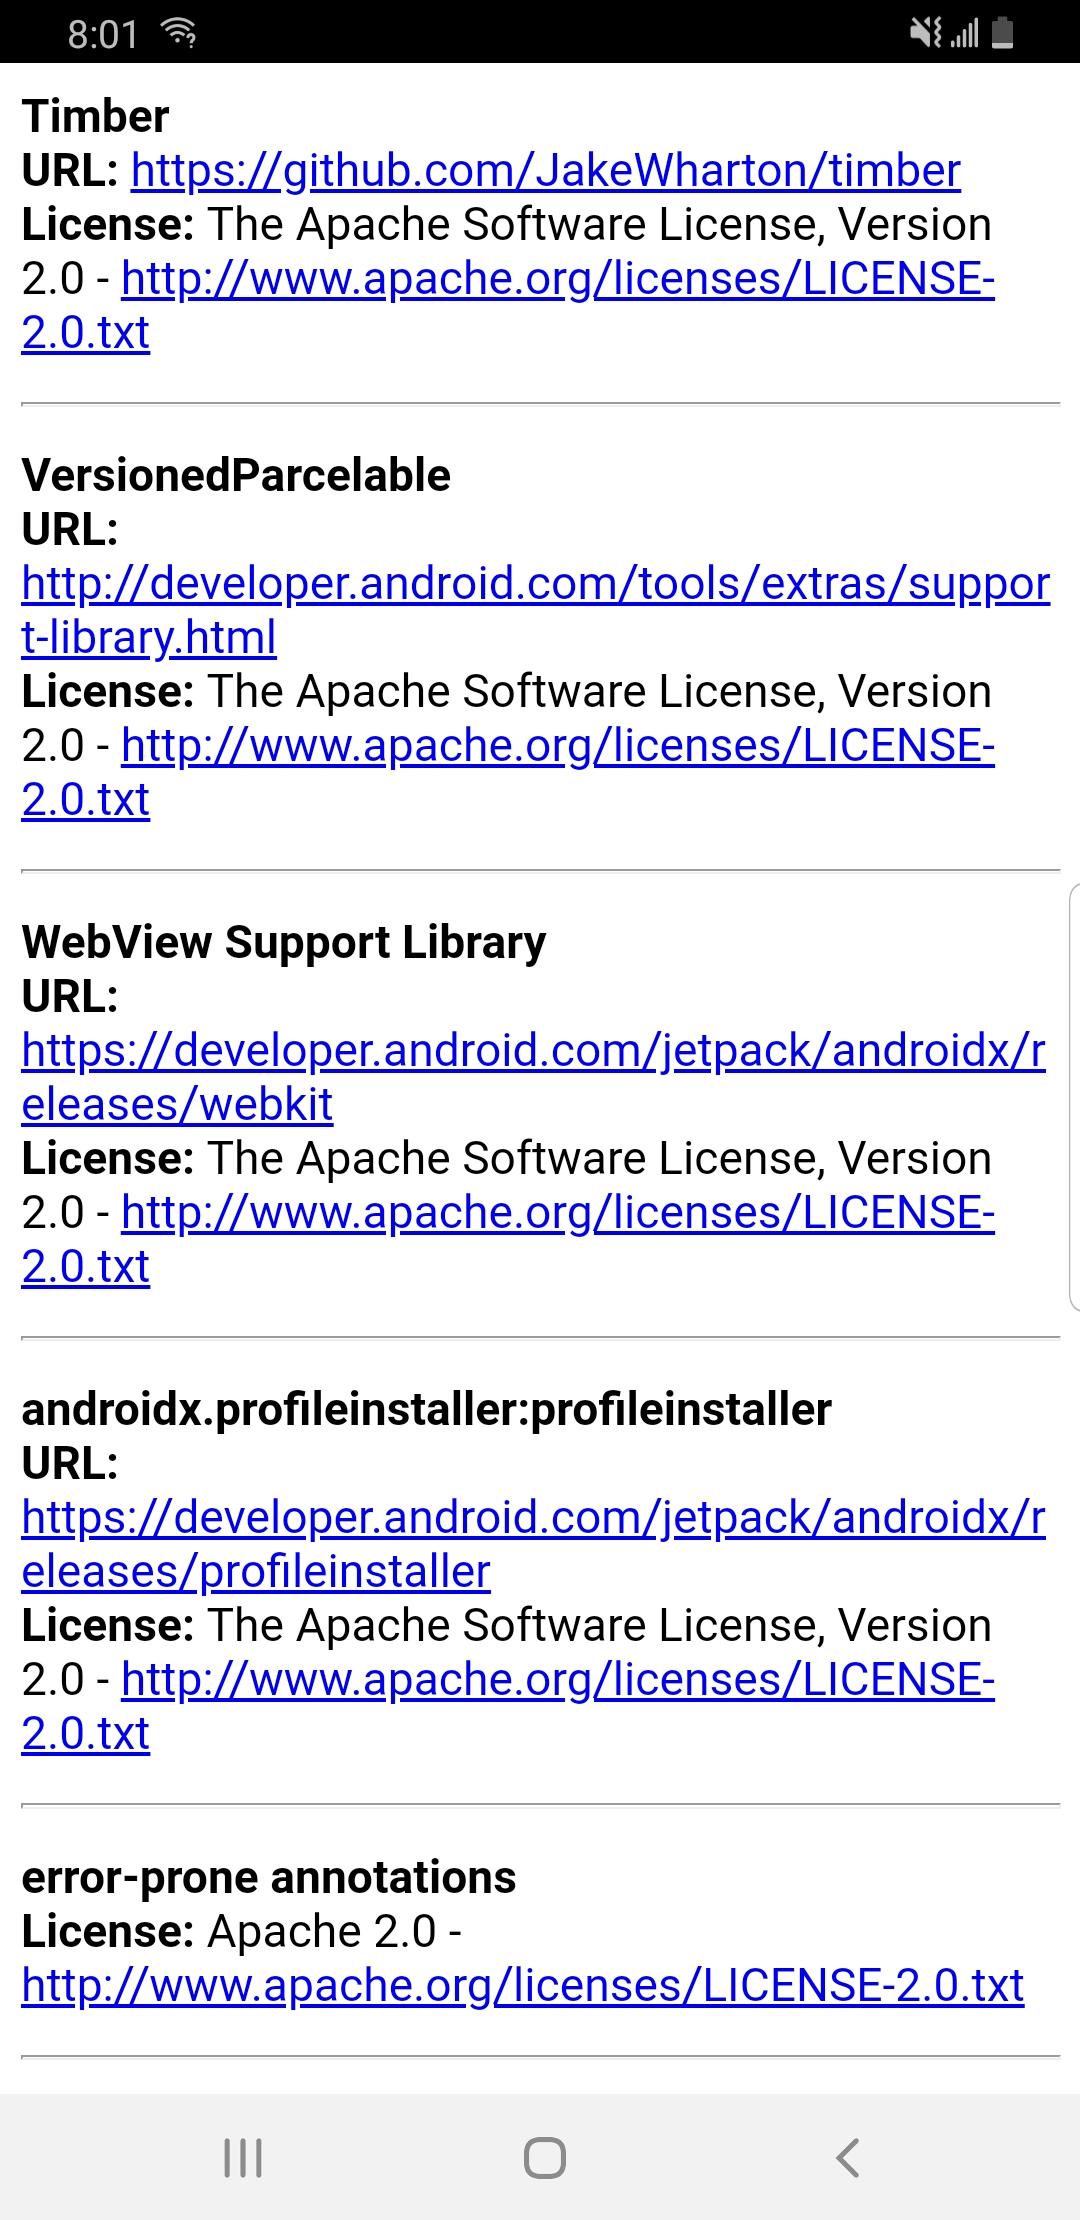 8:01
Timber
URL: https://github.com/JakeWharton/timber
License: The Apache Software License, Version
2.0 - http://www.apache.org/licenses/LICENSE-
2.0.txt
VersionedParcelable
URL:
http://developer.android.com/tools/extras/suppor
t-library.html
License: The Apache Software License, Version
2.0 - http://www.apache.org/licenses/LICENSE-
2.0.txt
WebView Support Library
URL:
https://developer.android.com/jetpack/androidx/r
eleases/webkit
License: The Apache Software License, Version
2.0 - http://www.apache.org/licenses/LICENSE-
2.0.txt
androidx.profileinstaller:profileinstaller
URL:
https://developer.android.com/jetpack/androidx/r
eleases/profileinstaller
License: The Apache Software License, Version
2.0 - http://www.apache.org/licenses/LICENSE-
2.0.txt
error-prone annotations
License: Apache 2.0 -
http://www.apache.org/licenses/LICENSE-2.0.txt